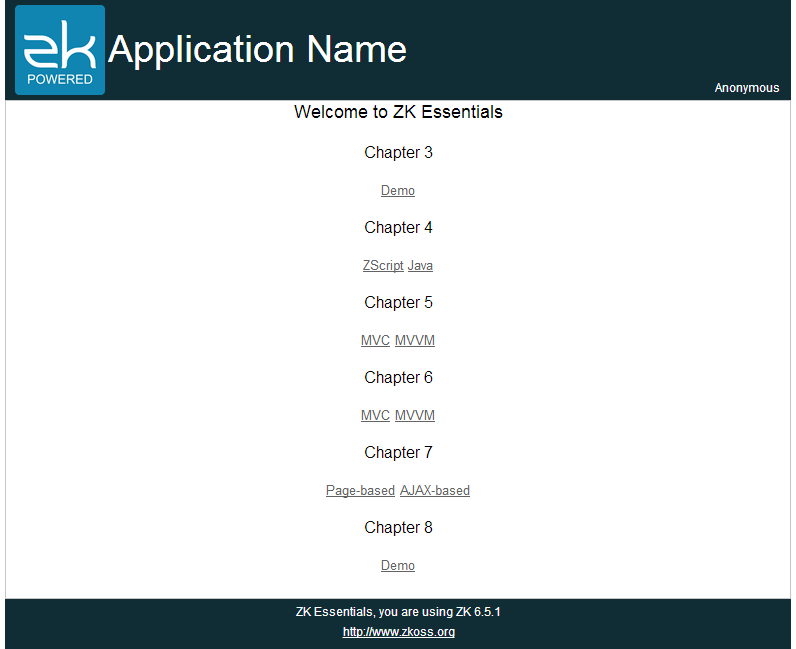 zk
POWERED
Application Name
Anonymous
Welcome to ZK Essentials
Chapter 3
Demo
Chapter 4
ZScript Java
Chapter 5
MVC MVVM
Chapter 6
MVC MVVM
Chapter 7
Page-based AJAX-based
Chapter 8
Demo
ZK Essentials, you are using ZK 6.5.1
http://www.zkoss.org